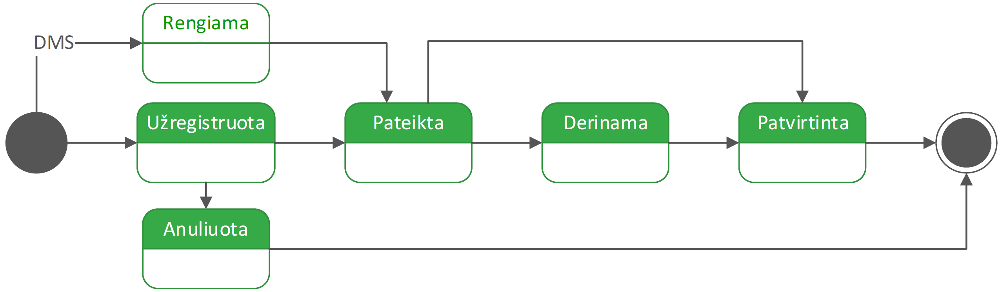 Rengiama
DMS
Užregistruota
Pateikta
Derinama
Patvirtinta
Anuliuota